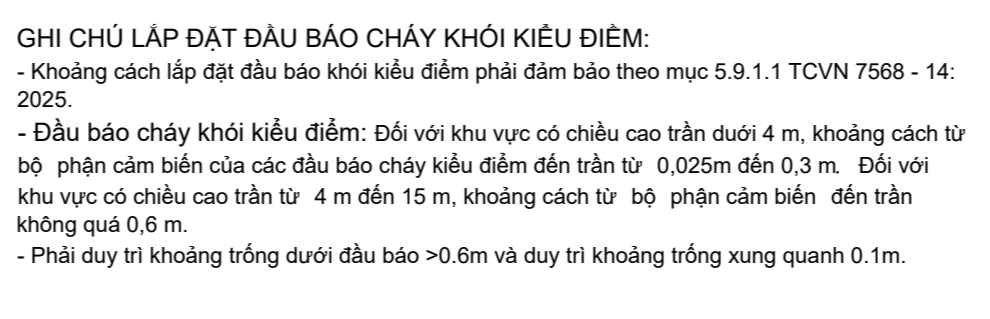 GHI CHÚ LẮP ĐẶT ĐẦU BÁO CHÁY KHÓI KIỂU ĐIỂM:
- Khoảng cách lắp đặt đầu báo khói kiểu điểm phải đảm bảo theo mục 5.9.1.1 TCVN 7568 - 14:
2025.
- Đầu báo cháy khói kiểu điểm: Đối với khu vực có chiều cao trần duới 4 m, khoảng cách từ
bộ phận cảm biến của các đầu báo cháy kiểu điểm đến trần từ 0,025m đến 0,3 m. Đối với
khu vực có chiều cao trần từ 4 m đến 15 m, khoảng cách từ bộ phận cảm biến đến trần
không quá 0,6 m.
- Phải duy trì khoảng trống dưới đầu báo >0.6m và duy trì khoảng trống xung quanh 0.1m.